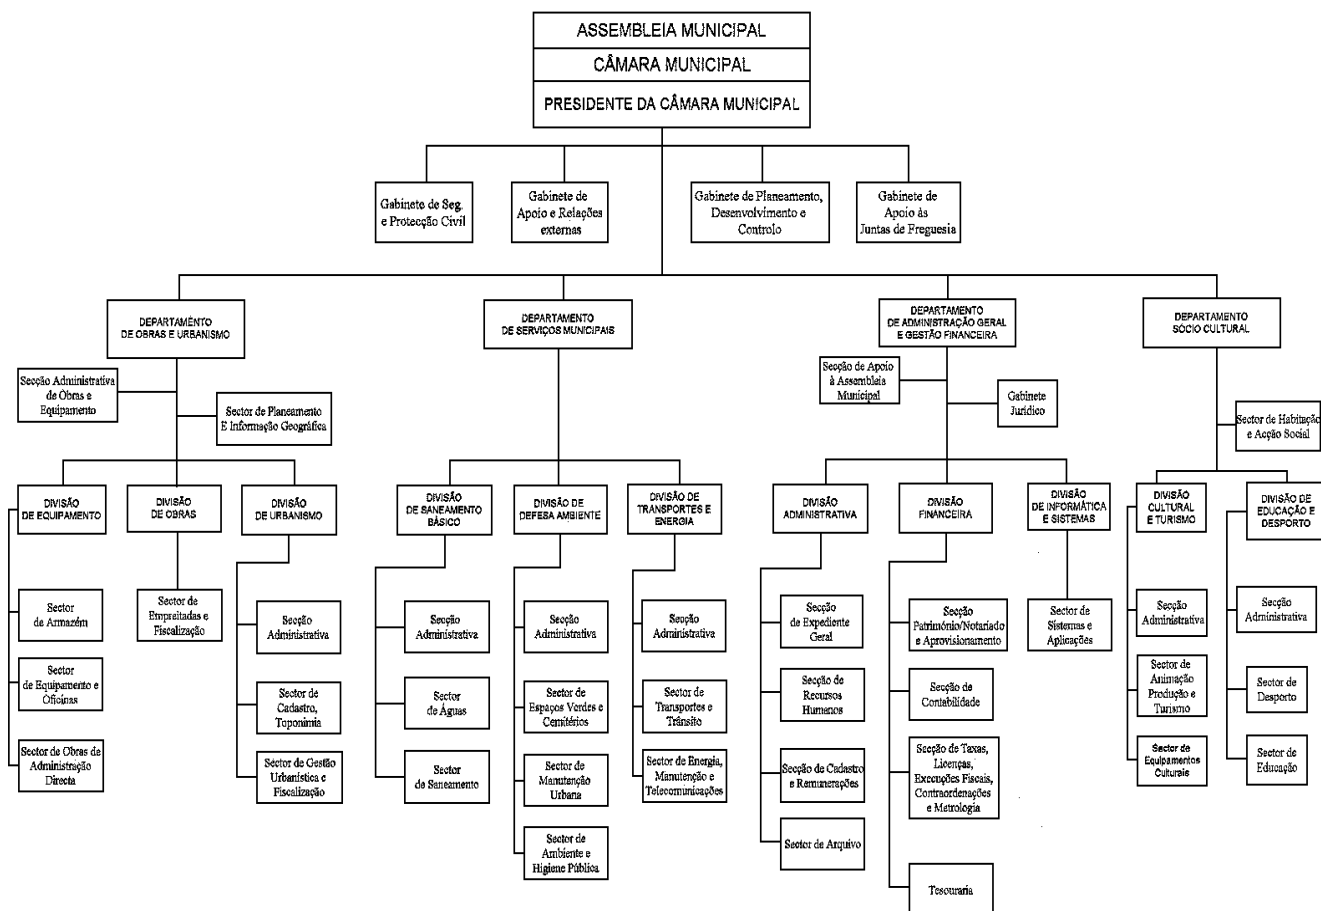 ASSEMBLEIA MUNICIPAL
CÂMARA MUNICIPAL
PRESIDENTE DA CÂMARA MUNICIPAL
Gabinete de Seg.
e Protecção Civil
Gabinete de
Apoio e Relações
externas
Gabinete de Planeamento,
Desenvolvimento e
Controlo
Gabinete de
Apoio às
Juntas de Freguesia
DEPARTAMENTO
DE OBRAS E URBANISMO
DEPARTAMENTO
DE SERVIÇOS MUNICIPAIS
DEPARTAMENTO
DE ADMINISTRAÇÃO GERAL
E GESTÃO FINANCEIRA
DEPARTAMENTO
SÓCIO CULTURAL
Secção Administrativa
de Obras e
Equipamento
Sector de Planeamento
E Informação Geográfica
Secção de Apoio
à Assembleia
Municipal
Gabinete
Jurídico
Sector de Habitação
e Acção Social
DIVISÃO
DE EQUIPAMENTO
DIVISÃO
DE OBRAS
DIVISÃO
DE URBANISMO
DIVISÃO
DE SANEAMENTO
BÁSICO
DIVISÃO DE
DEFESA AMBIENTE
DIVISÃO DE
TRANSPORTES E
ENERGIA
DIVISÃO
ADMINISTRATIVA
DIVISÃO
FINANCEIRA
DIVISÃO
DE INFORMÁTICA
E SISTEMAS
DIVISÃO
CULTURAL
E TURISMO
DIVISÃO DE
EDUCAÇÃO E
DESPORTO
Sector
de Armazém
Sector
de Equipamento e
Oficinas
Sector de Obras de
Administração
Directa
Sector de
Empreitadas e
Fiscalização
Secção
Administrativa
Sector de
Cadastro,
Toponimia
Sector de Gestão
Urbanística e
Fiscalização
Secção
Administrativa
Sector
de Águas
Sector
de Saneamento
Secção
Administrativa
Sector de
Espaços Verdes e
Cemitérios
Sector de
Manutenção
Urbana
Sector de
Ambiente e
Higiene Pública
Secção
Administrativa
Sector de
Transportes e
Trânsito
Sector de Energia,
Manutenção e
Telecomunicações
Secção
de Expediente
Geral
Secção de
Recursos
Humanos
Secção de Cadastro
e Remunerações
Sector de Arquivo
Secção
Património/Notariado
e Aprovisionamento
Secção de
Contabilidade
Secção de Taxas,
Licenças,
Execuções Fiscais,
Contraordenações
e Metrologia
Tesouraria
Sector de
Sistemas e
Aplicações
Secção
Administrativa
Sector de
Animação
Produção e
Turismo
Sector de
Equipamentos
Culturais
Secção
Administrativa
Sector de
Desporto
Sector de
Educação